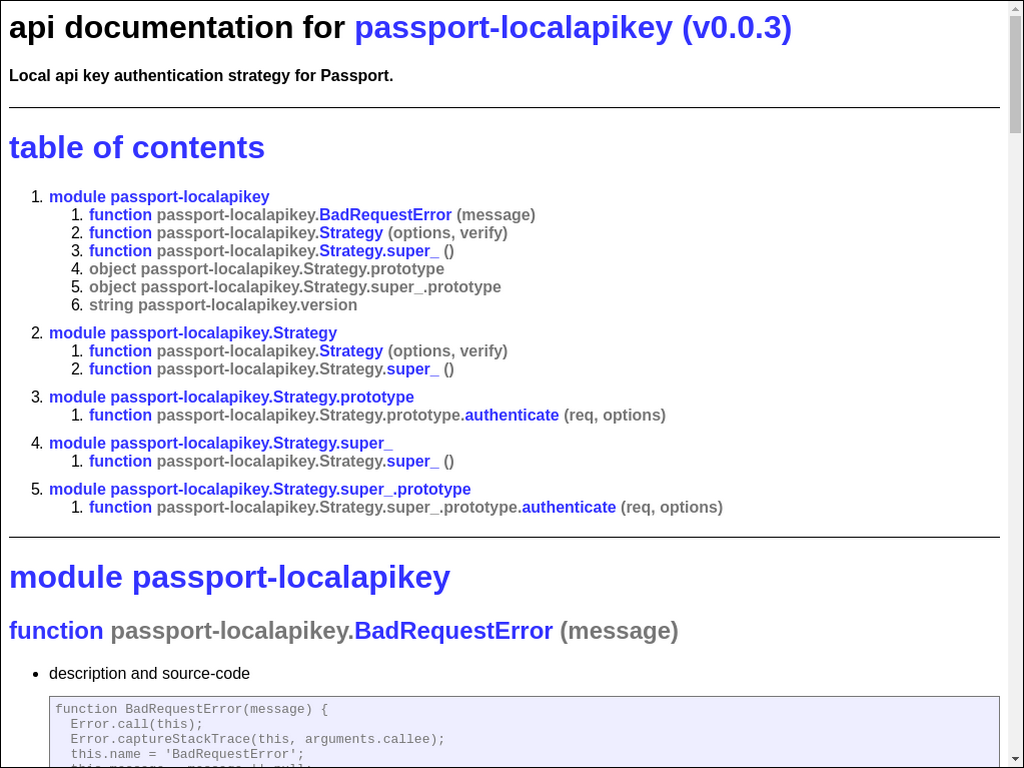 api documentation for passport-localapikey (v0.0.3)
Local api key authentication strategy for Passport.
table of contents
1. module passport-localapikey
1. function passport-localapikey.BadRequestError (message)
2. function passport-localapikey.Strategy (options, verify)
3. function passport-localapikey.Strategy.super_ ()
4. object passport-localapikey.Strategy.prototype
5. object passport-localapikey.Strategy.super_.prototype
6. string passport-localapikey.version
2. module passport-localapikey.Strategy
1. function passport-localapikey.Strategy (options, verify)
2. function passport-localapikey.Strategy.super_ ()
3. module passport-localapikey.Strategy.prototype
1. function passport-localapikey.Strategy.prototype.authenticate (req, options)
4. module passport-localapikey.Strategy.super_
1. function passport-localapikey.Strategy.super_ ()
5. module passport-localapikey.Strategy.super_.prototype
1. function passport-localapikey.Strategy.super_.prototype.authenticate (req, options)
module passport-localapikey
function passport-localapikey.BadRequestError (message)
• description and source-code
function BadRequestError(message) {
Error.call(this);
Error.captureStackTrace(this, arguments.callee);
this.name = 'BadRequestError';
this.message = message || null;